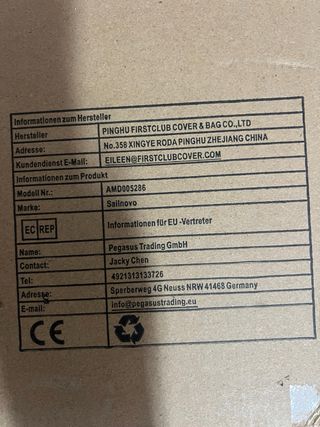 Informationen zum Hersteller
Hersteller PINGHU FIRSTCLUB COVER & BAG CO.,LTD
Adresse: No.358 XINGYE RODA PINGHU ZHEJIANG CHINA
Kundendienst E-Mail: EILEEN@FIRSTCLUBCOVER.COM
Informationen zum Produkt
Modell Nr.: AMD005286
Marke: Sailnovo
EC REP Informationen für EU-Vertreter
Name: Pegasus Trading GmbH
Contact: Jacky Chen
Tel: 4921313133726
Adresse: Sperberweg 4G Neuss NRW 41468 Germany
E-mail: info@pegasustrading.eu
CE